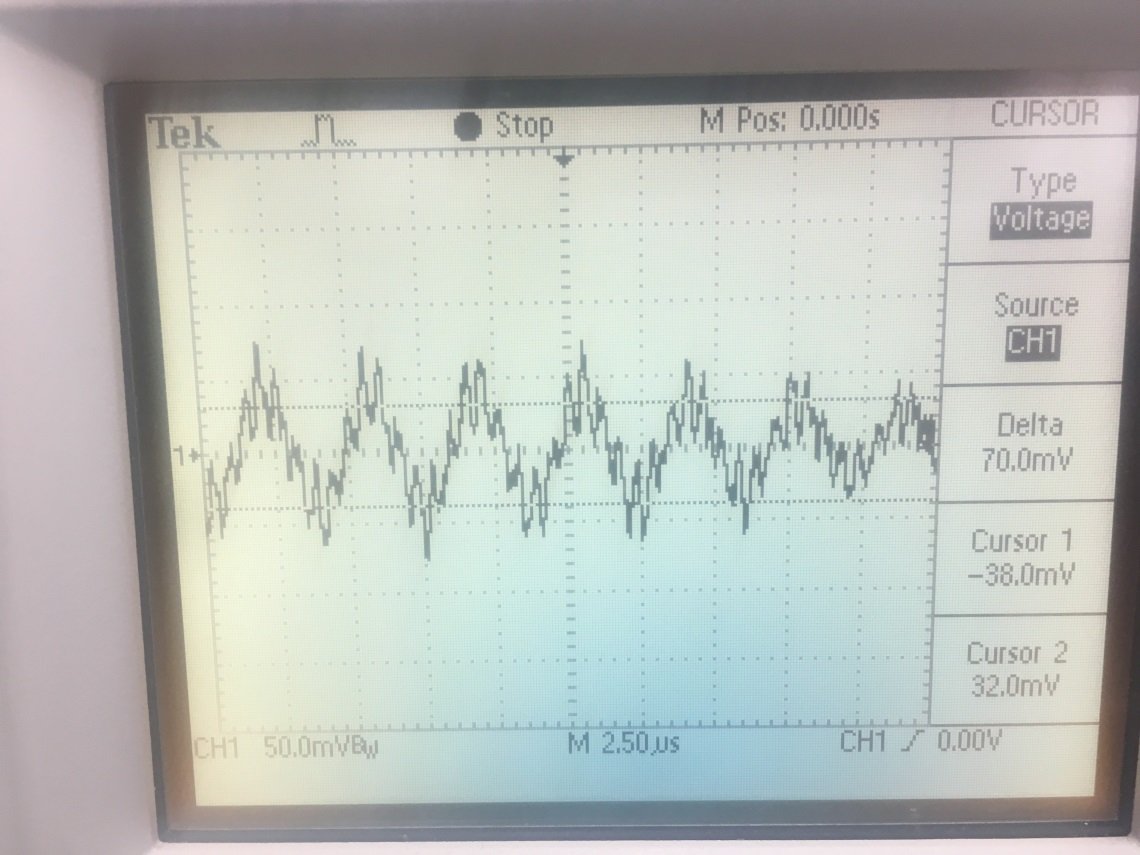 Tek Stop M Pos: 0.000s CURSOR
Type
Voltage
Source
CH1
Delta
70.0mV
Cursor 1
-38.0mV
Cursor 2
32.0mV
1
CH1 50.0mVBW M 2.50µs CH1 0.00V